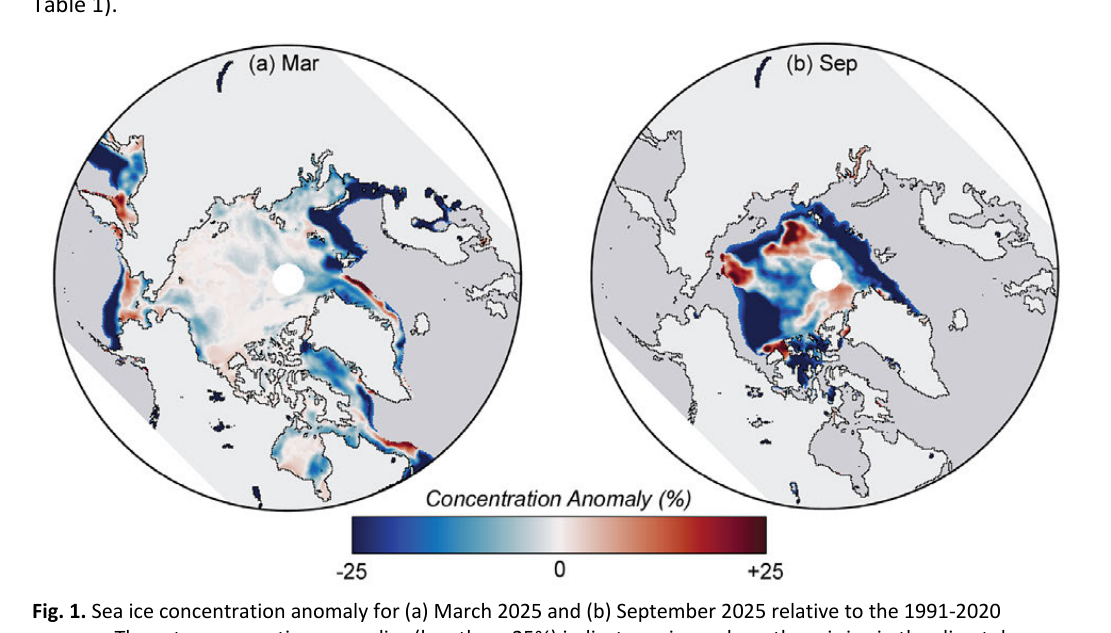 Table 1).
(a) Mar
(b) Sep
Concentration Anomaly (%)
-25 0 +25
Fig. 1. Sea ice concentration anomaly for (a) March 2025 and (b) September 2025 relative to the 1991-2020